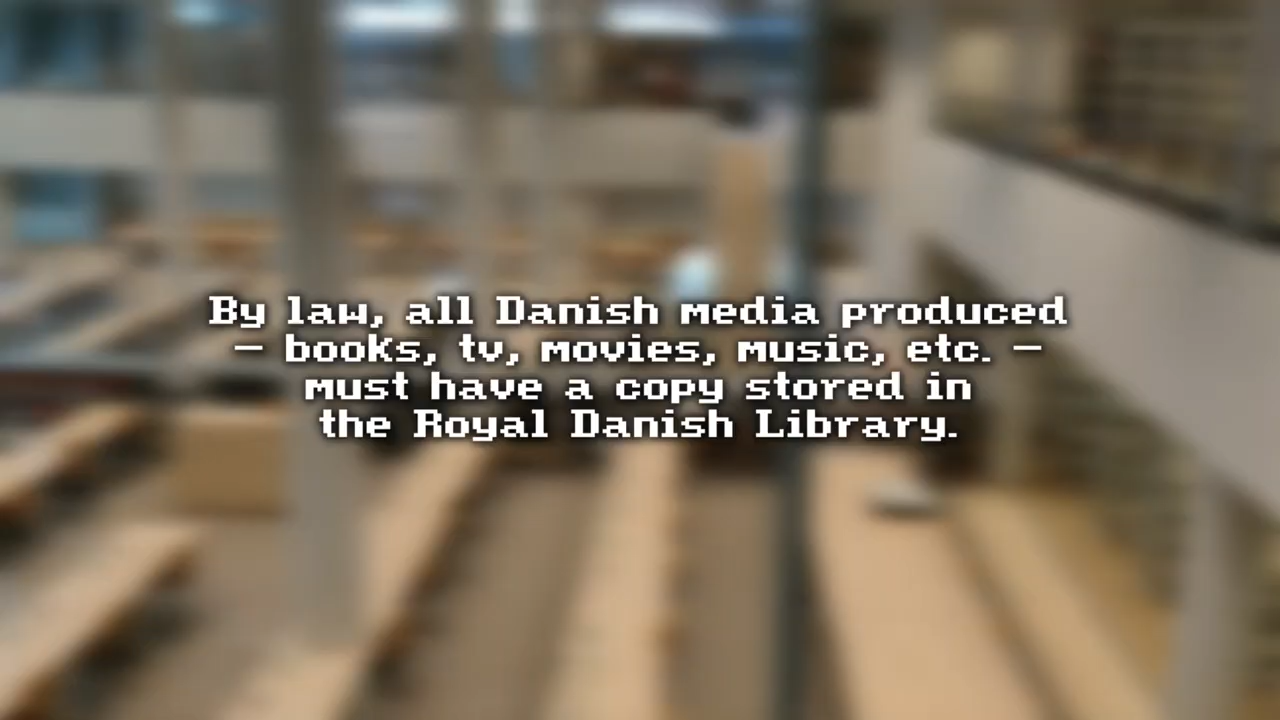 By law, all Danish media produced
– books, tv, movies, music, etc. –
must have a copy stored in
the Royal Danish Library.